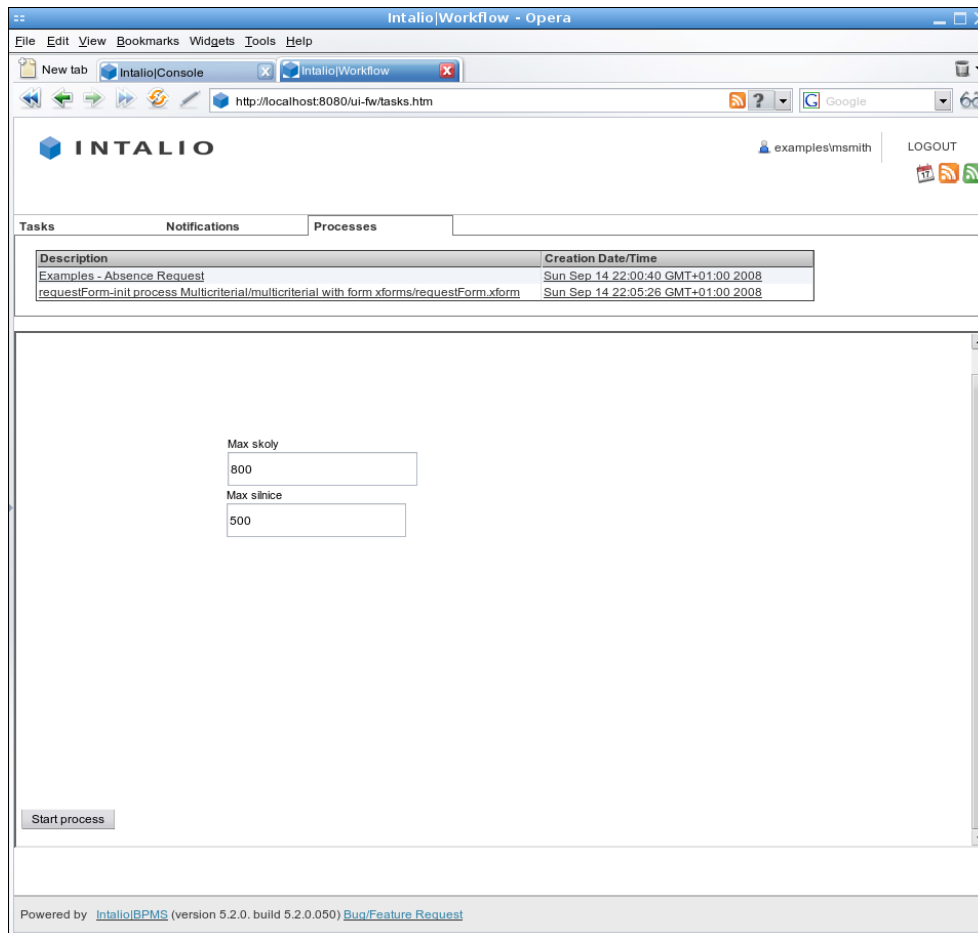 Intalio|Workflow - Opera
File Edit View Bookmarks Widgets Tools Help
New tab Intalio|Console Intalio|Workflow
http://localhost:8080/ui-fw/tasks.htm ? G Google
INTALIO examples\msmith LOGOUT
17
Tasks Notifications Processes
Description Creation Date/Time
Examples - Absence Request Sun Sep 14 22:00:40 GMT+01:00 2008
requestForm-init process Multicriterial/multicriterial with form xforms/requestForm.xform Sun Sep 14 22:05:26 GMT+01:00 2008
Max skoly
800
Max silnice
500
Start process
Powered by Intalio|BPMS (version 5.2.0. build 5.2.0.050) Bug/Feature Request